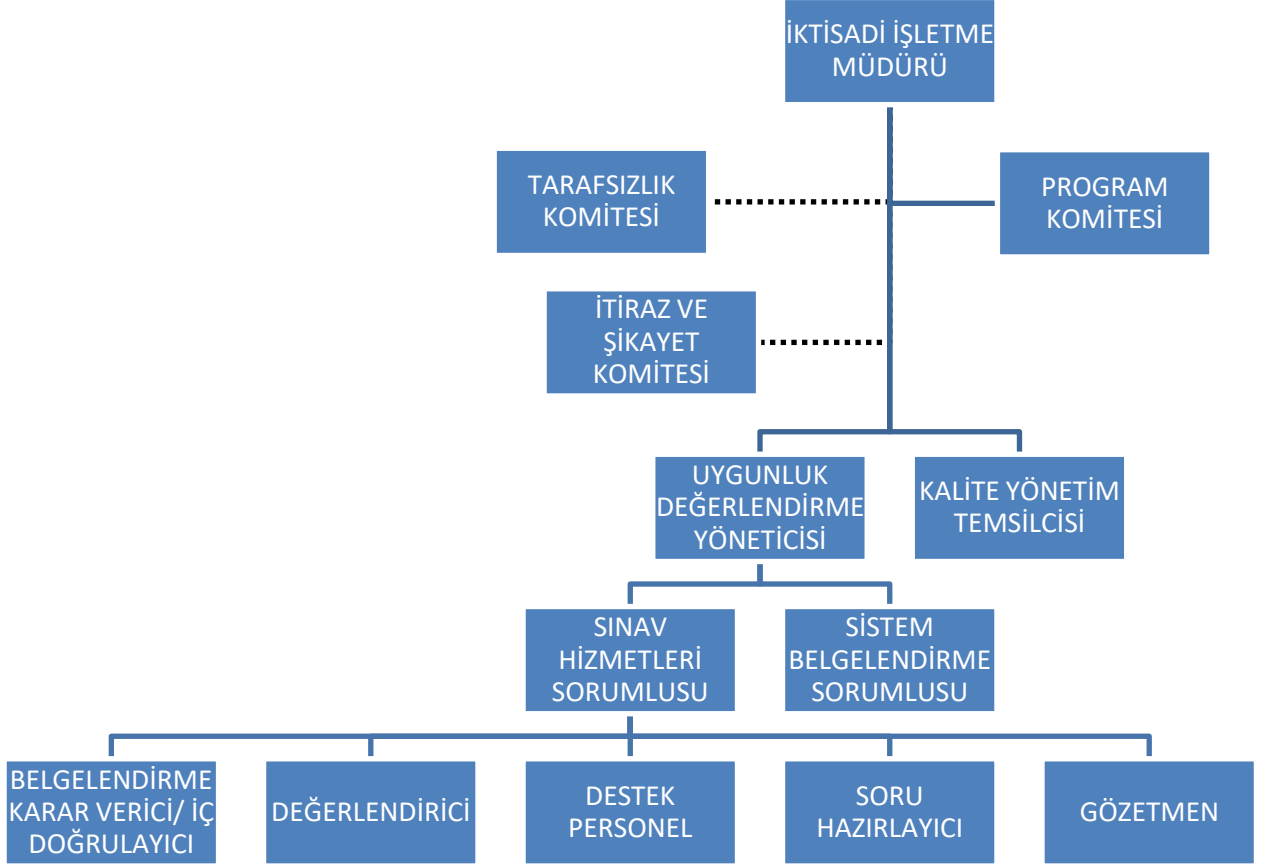 İKTİSADİ İŞLETME
MÜDÜRÜ
TARAFSIZLIK
KOMİTESİ
PROGRAM
KOMİTESİ
İTİRAZ VE
ŞİKAYET
KOMİTESİ
UYGUNLUK
DEĞERLENDİRME
YÖNETİCİSİ
KALİTE YÖNETİM
TEMSİLCİSİ
SINAV
HİZMETLERİ
SORUMLUSU
SİSTEM
BELGELENDİRME
SORUMLUSU
BELGELENDİRME
KARAR VERİCİ/ İÇ
DOĞRULAYICI
DEĞERLENDİRİCİ
DESTEK
PERSONEL
SORU
HAZIRLAYICI
GÖZETMEN